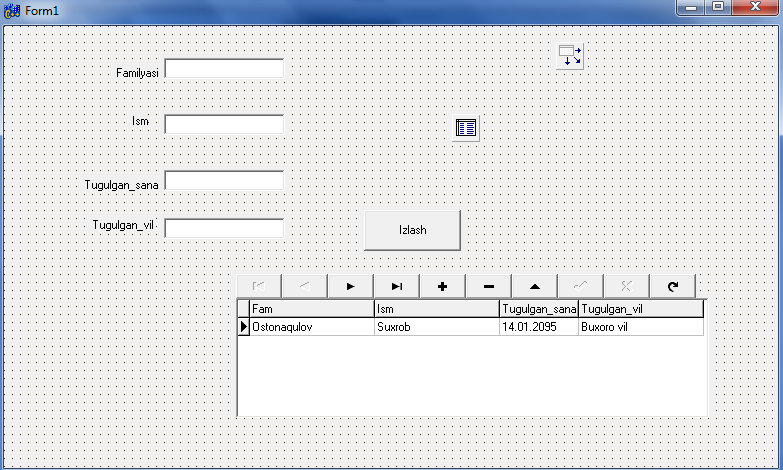 Form1
Familyasi
Ism
Tugulgan_sana
Tugulgan_vil
Izlash
Fam Ism Tugulgan_sana Tugulgan_vil
Ostonaqulov Suxrob 14.01.2095 Buxoro vil